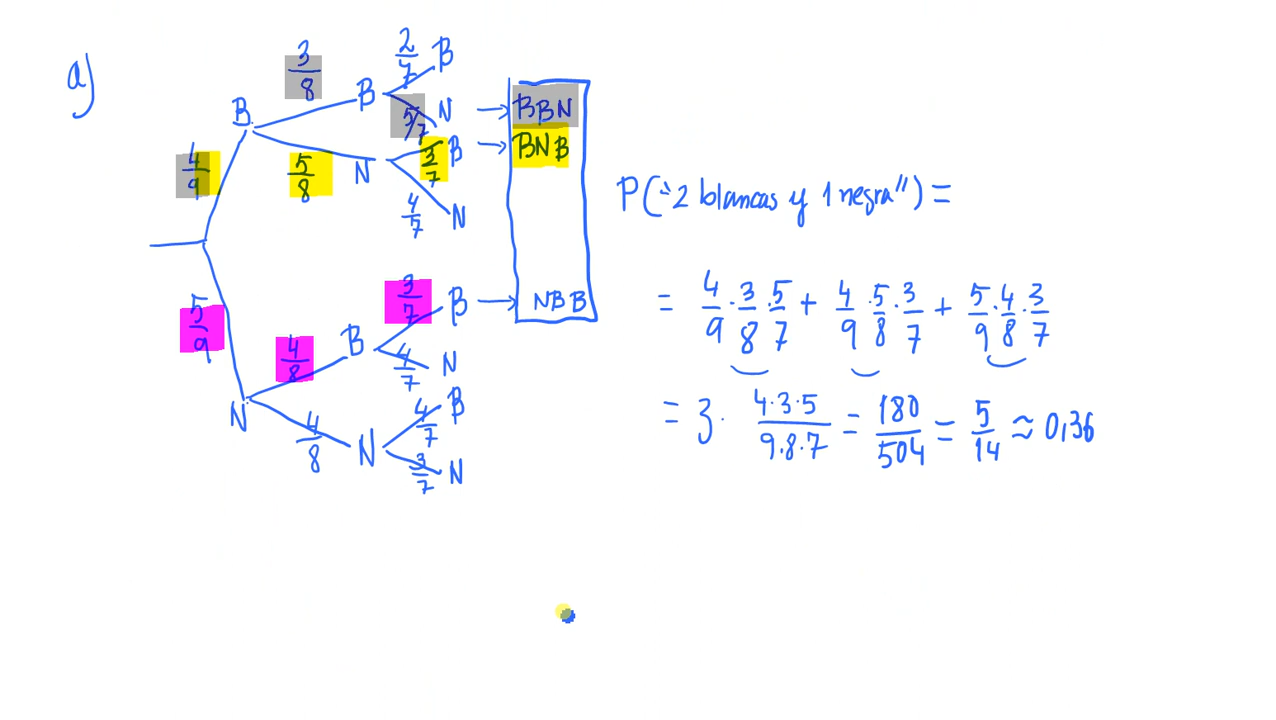 a)
3/8
2/7
B
B
B
5/7
N
BBN
4/9
5/8
N
3/7
B
BNB
4/7
N
P("2 blancas y 1 negra") =
5/9
3/7
B
NBB
= 4/9 · 3/8 · 5/7 + 4/9 · 5/8 · 3/7 + 5/9 · 4/8 · 3/7
4/8
B
4/7
N
N
4/8
N
4/7
B
3/7
N
= 3 · 4·3·5/9.8.7 = 180/504 = 5/14 ≈ 0,36